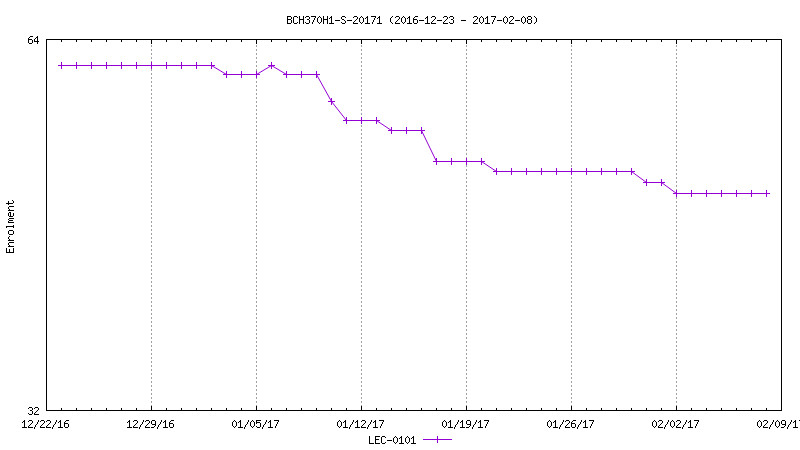 BCH370H1-S-20171 (2016-12-23 - 2017-02-08)
64
Enrolment
32
12/22/16 12/29/16 01/05/17 01/12/17 01/19/17 01/26/17 02/02/17 02/09/1
LEC-0101